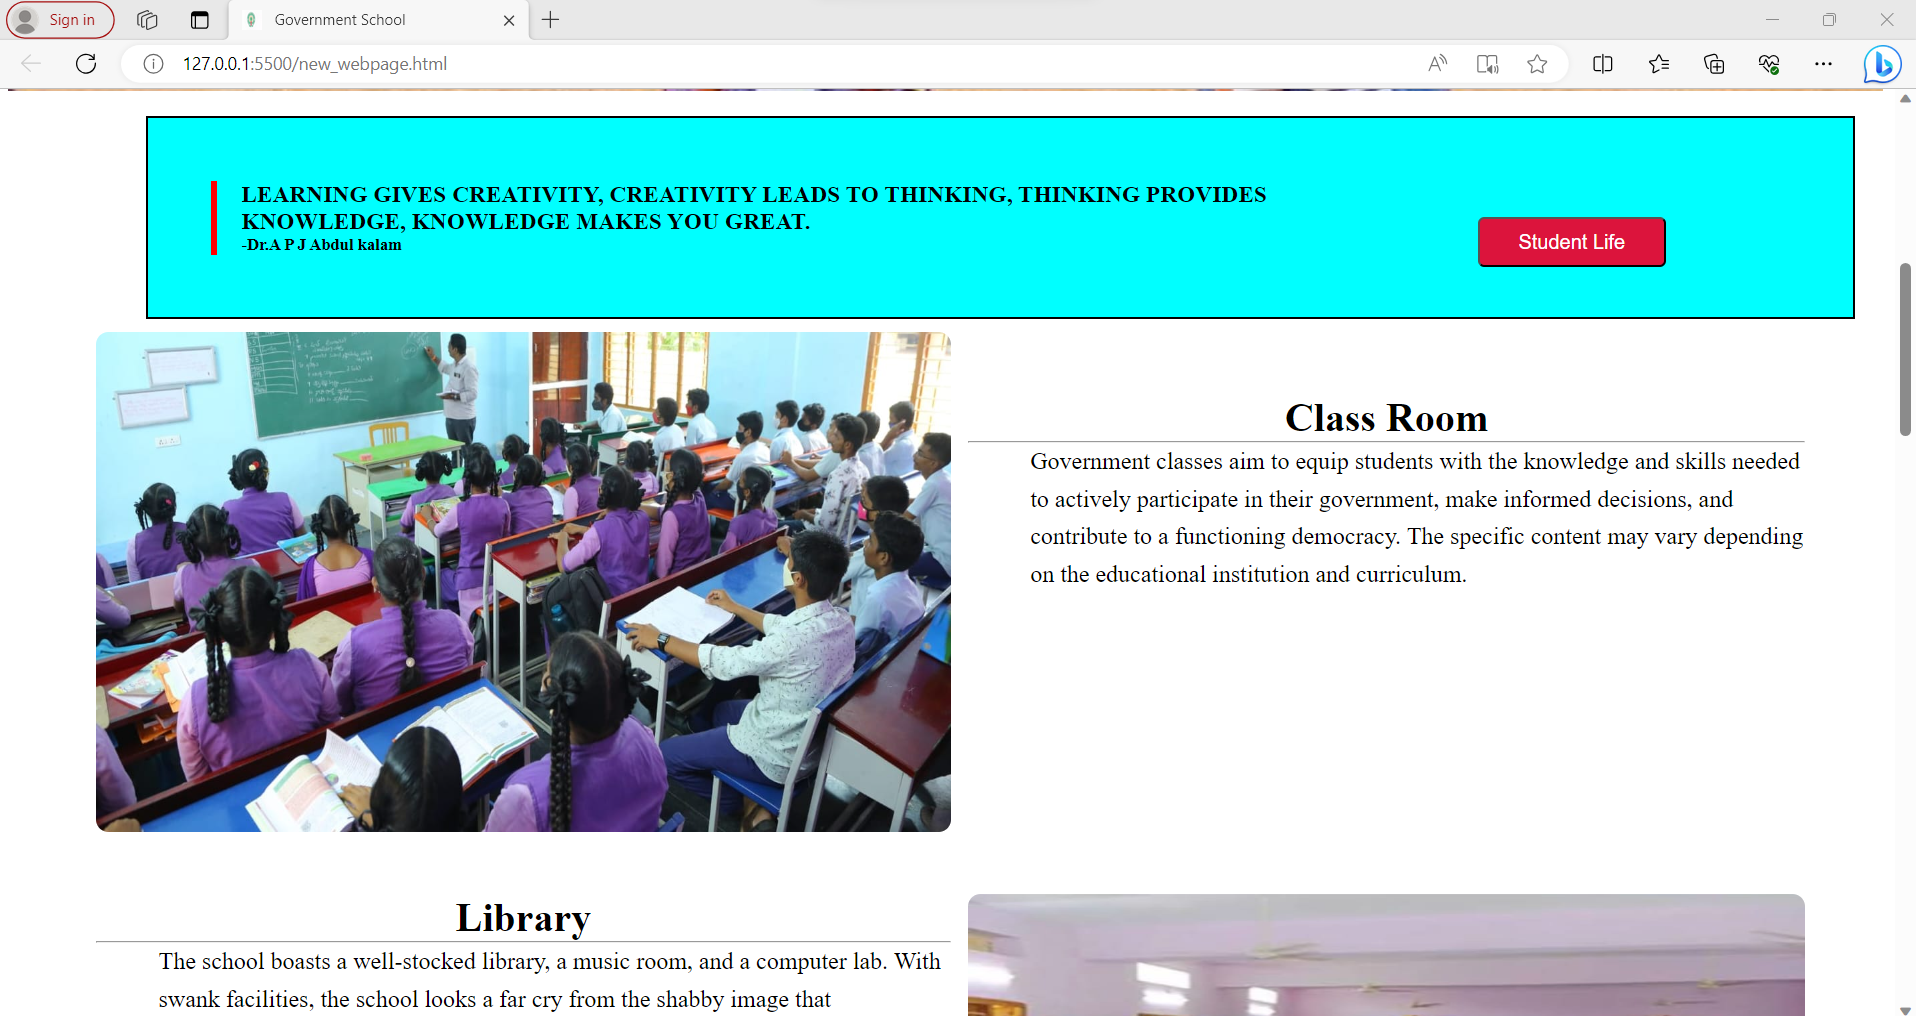 Sign in
Government School
127.0.0.1:5500/new_webpage.html
LEARNING GIVES CREATIVITY, CREATIVITY LEADS TO THINKING, THINKING PROVIDES
KNOWLEDGE, KNOWLEDGE MAKES YOU GREAT.
-Dr.A P J Abdul kalam
Student Life
Class Room
Government classes aim to equip students with the knowledge and skills needed
to actively participate in their government, make informed decisions, and
contribute to a functioning democracy. The specific content may vary depending
on the educational institution and curriculum.
Library
The school boasts a well-stocked library, a music room, and a computer lab. With
swank facilities, the school looks a far cry from the shabby image that